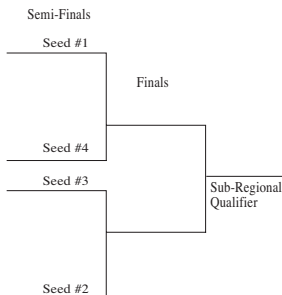 Semi-Finals
Seed #1
Finals
Seed #4
Seed #3
Sub-Regional
Qualifier
Seed #2